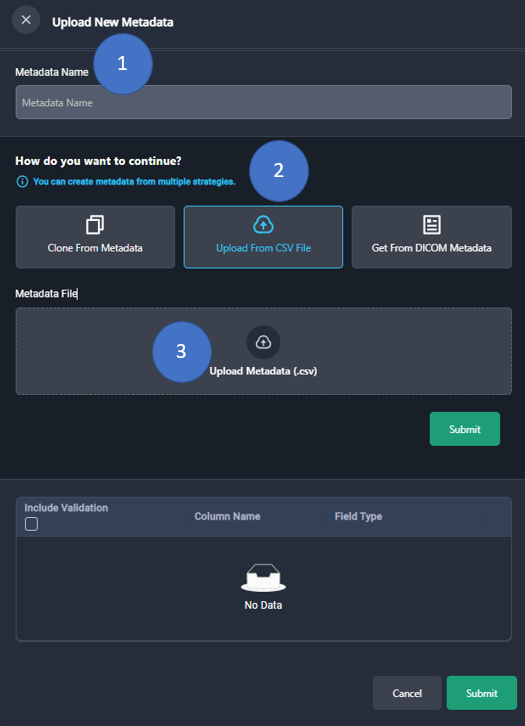 Upload New Metadata
1
Metadata Name
Metadata Name
How do you want to continue?
2
You can create metadata from multiple strategies.
Clone From Metadata
Upload From CSV File
Get From DICOM Metadata
Metadata File
3
Upload Metadata (.csv)
Submit
Include Validation
Column Name
Field Type
No Data
Cancel
Submit